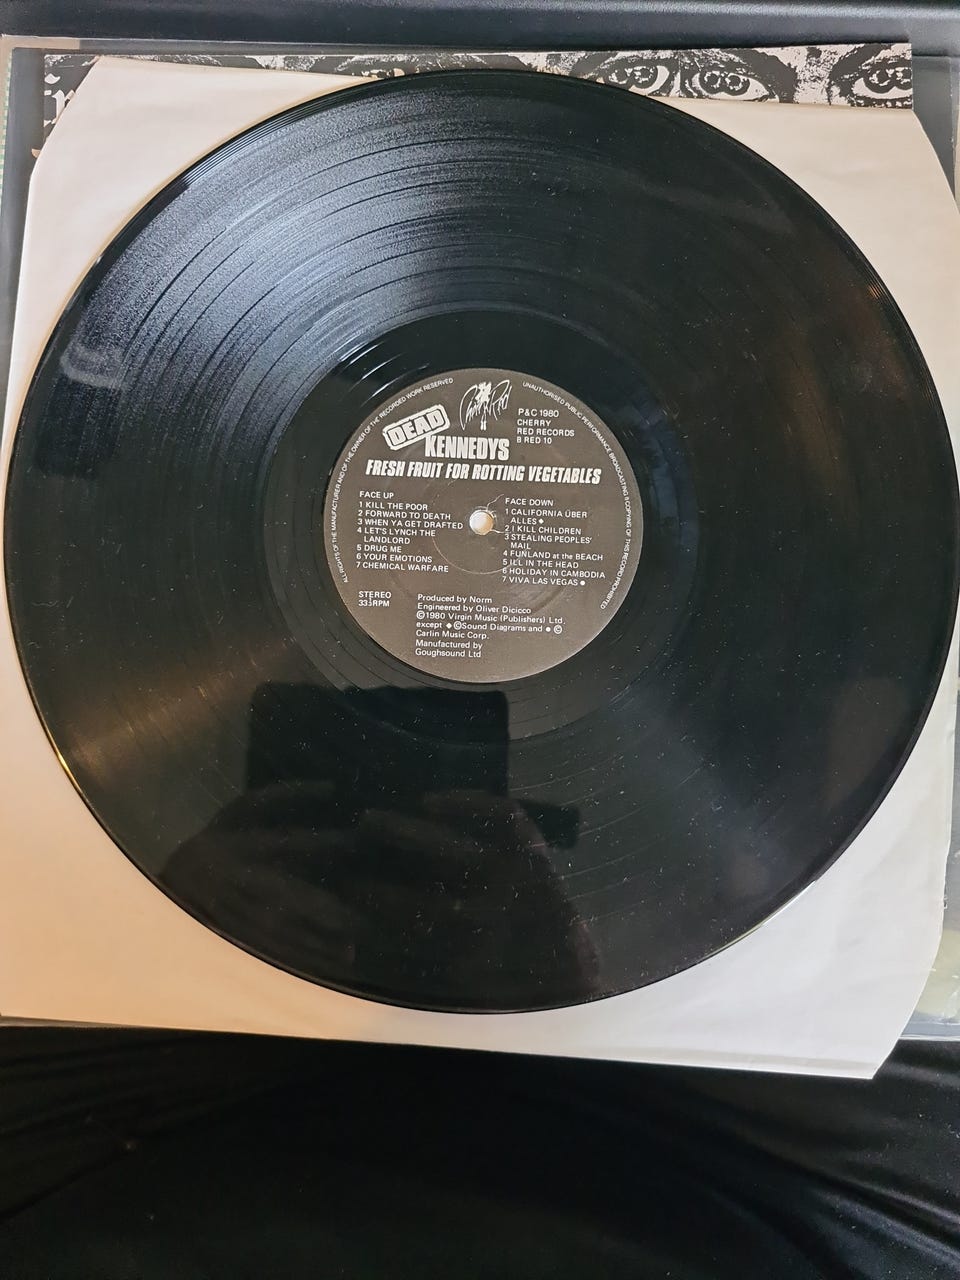 ALL RIGHTS OF THE MANUFACTURER AND OF THE OWNER OF THE RECORDED WORK RESERVED
UNAUTHORISED PUBLIC PERFORMANCE BROADCASTING & COPYING OF THIS RECORD PROHIBITED
Cherry Red
P&C 1980
CHERRY
RED RECORDS
B RED 10
DEAD
KENNEDYS
FRESH FRUIT FOR ROTTING VEGETABLES
FACE UP
1 KILL THE POOR
2 FORWARD TO DEATH
3 WHEN YA GET DRAFTED
4 LET'S LYNCH THE
LANDLORD
5 DRUG ME
6 YOUR EMOTIONS
7 CHEMICAL WARFARE
FACE DOWN
1 CALIFORNIA ÜBER
ALLES ◆
2 I KILL CHILDREN
3 STEALING PEOPLES'
MAIL
4 FUNLAND at the BEACH
5 ILL IN THE HEAD
6 HOLIDAY IN CAMBODIA
7 VIVA LAS VEGAS ●
STEREO
33⅓RPM
Produced by Norm
Engineered by Oliver Dicicco
©1980 Virgin Music (Publishers) Ltd.
except ◆ ©Sound Diagrams and ● ©
Carlin Music Corp.
Manufactured by
Goughsound Ltd